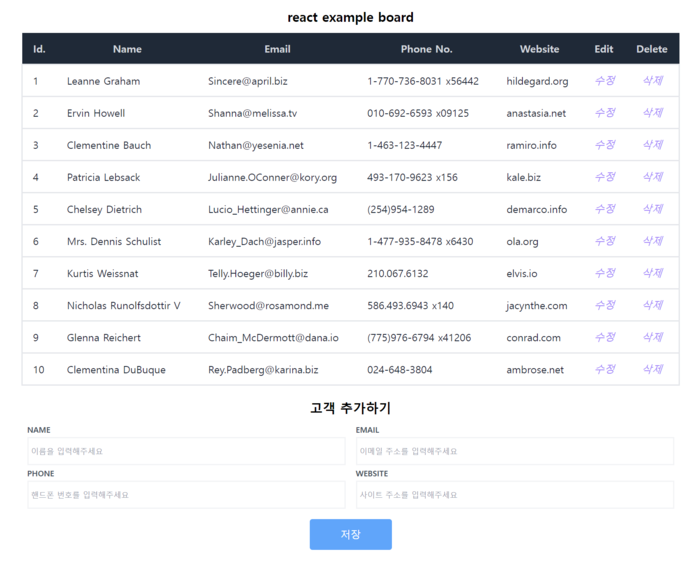 react example board
Id. Name Email Phone No. Website Edit Delete
1 Leanne Graham Sincere@april.biz 1-770-736-8031 x56442 hildegard.org 수정 삭제
2 Ervin Howell Shanna@melissa.tv 010-692-6593 x09125 anastasia.net 수정 삭제
3 Clementine Bauch Nathan@yesenia.net 1-463-123-4447 ramiro.info 수정 삭제
4 Patricia Lebsack Julianne.OConner@kory.org 493-170-9623 x156 kale.biz 수정 삭제
5 Chelsey Dietrich Lucio_Hettinger@annie.ca (254)954-1289 demarco.info 수정 삭제
6 Mrs. Dennis Schulist Karley_Dach@jasper.info 1-477-935-8478 x6430 ola.org 수정 삭제
7 Kurtis Weissnat Telly.Hoeger@billy.biz 210.067.6132 elvis.io 수정 삭제
8 Nicholas Runolfsdottir V Sherwood@rosamond.me 586.493.6943 x140 jacynthe.com 수정 삭제
9 Glenna Reichert Chaim_McDermott@dana.io (775)976-6794 x41206 conrad.com 수정 삭제
10 Clementina DuBuque Rey.Padberg@karina.biz 024-648-3804 ambrose.net 수정 삭제
고객 추가하기
NAME EMAIL
이름을 입력해주세요 이메일 주소를 입력해주세요
PHONE WEBSITE
핸드폰 번호를 입력해주세요 사이트 주소를 입력해주세요
저장